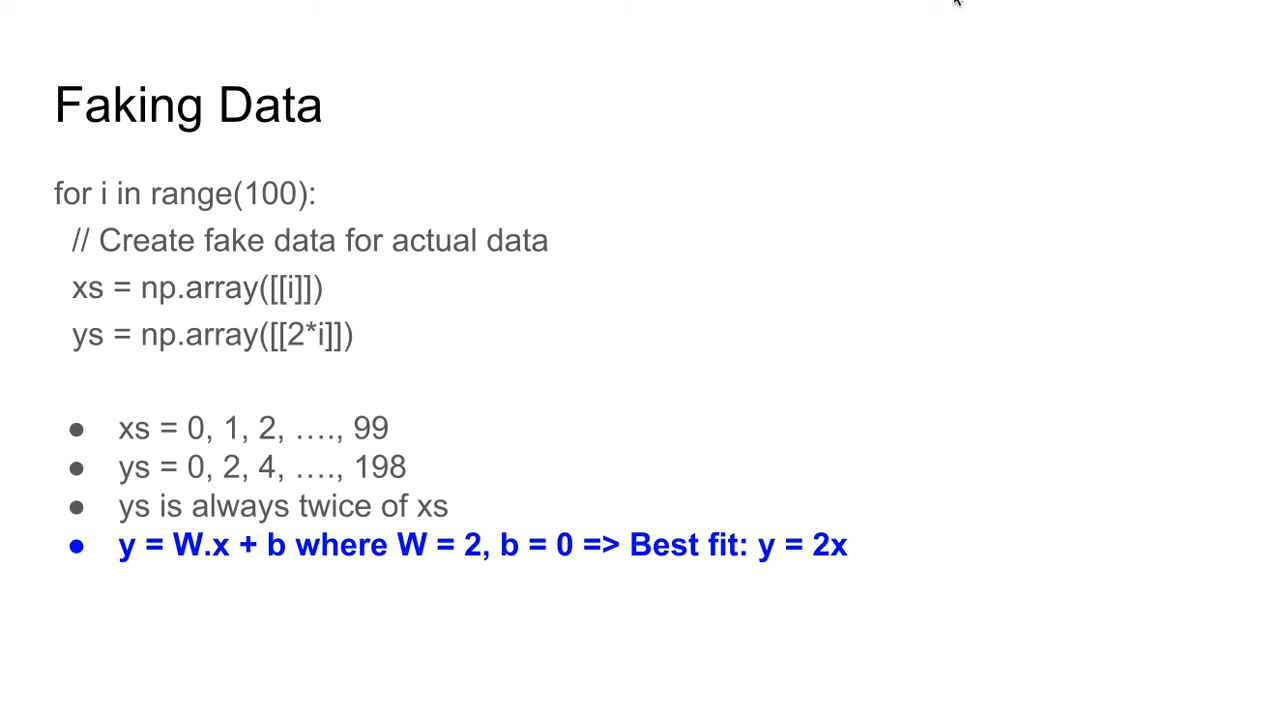 Faking Data
for i in range(100):
// Create fake data for actual data
xs = np.array([[i]])
ys = np.array([[2*i]])
● xs = 0, 1, 2, …., 99
● ys = 0, 2, 4, …., 198
● ys is always twice of xs
● y = W.x + b where W = 2, b = 0 => Best fit: y = 2x